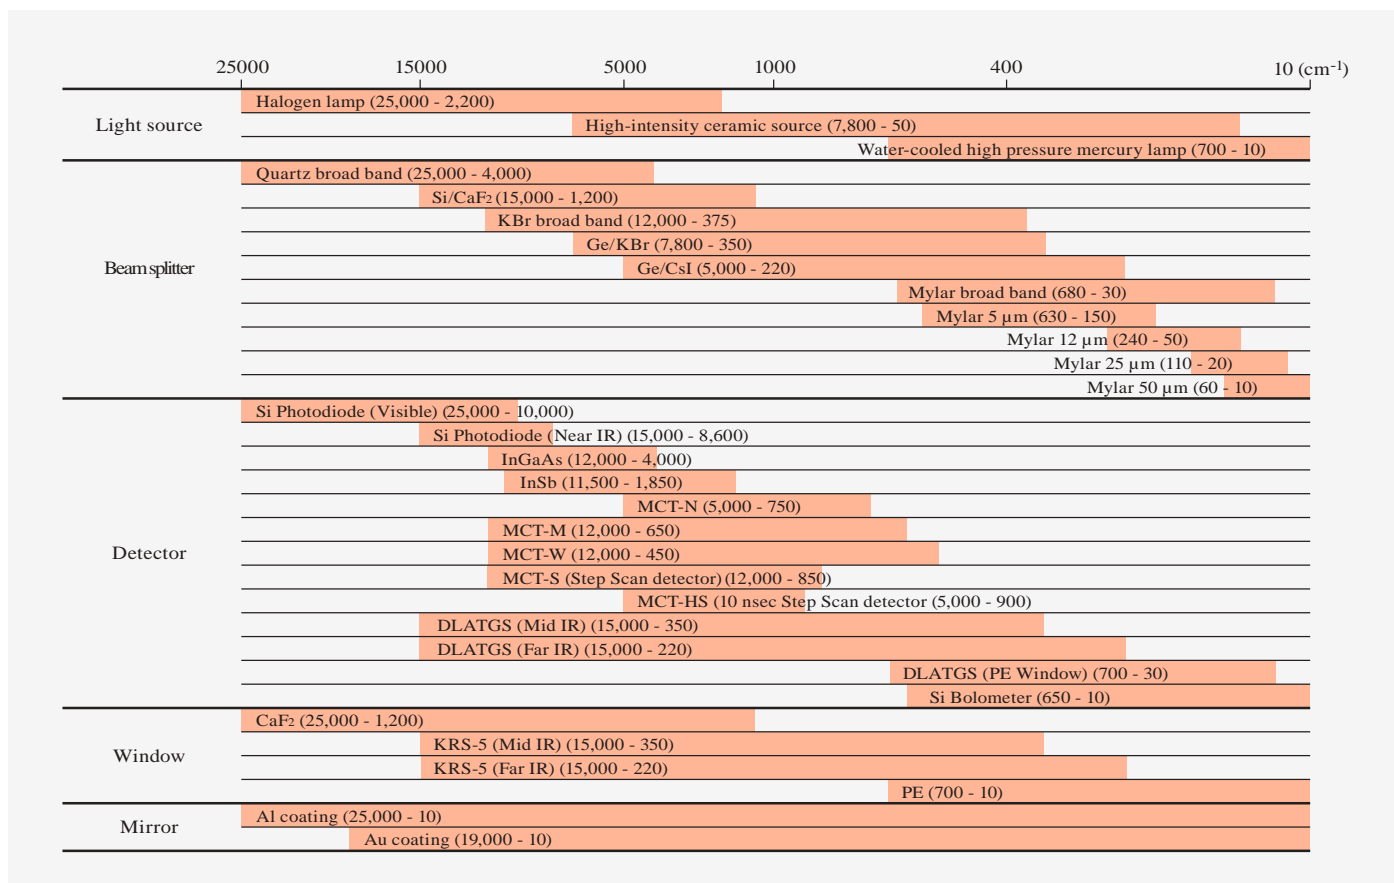 25000 15000 5000 1000 400 10 (cm-1)
Light source
Halogen lamp (25,000 - 2,200)
High-intensity ceramic source (7,800 - 50)
Water-cooled high pressure mercury lamp (700 - 10)
Beam splitter
Quartz broad band (25,000 - 4,000)
Si/CaF2 (15,000 - 1,200)
KBr broad band (12,000 - 375)
Ge/KBr (7,800 - 350)
Ge/CsI (5,000 - 220)
Mylar broad band (680 - 30)
Mylar 5 µm (630 - 150)
Mylar 12 µm (240 - 50)
Mylar 25 µm (110 - 20)
Mylar 50 µm (60 - 10)
Detector
Si Photodiode (Visible) (25,000 - 10,000)
Si Photodiode (Near IR) (15,000 - 8,600)
InGaAs (12,000 - 4,000)
InSb (11,500 - 1,850)
MCT-N (5,000 - 750)
MCT-M (12,000 - 650)
MCT-W (12,000 - 450)
MCT-S (Step Scan detector) (12,000 - 850)
MCT-HS (10 nsec Step Scan detector (5,000 - 900)
DLATGS (Mid IR) (15,000 - 350)
DLATGS (Far IR) (15,000 - 220)
DLATGS (PE Window) (700 - 30)
Si Bolometer (650 - 10)
Window
CaF2 (25,000 - 1,200)
KRS-5 (Mid IR) (15,000 - 350)
KRS-5 (Far IR) (15,000 - 220)
PE (700 - 10)
Mirror
Al coating (25,000 - 10)
Au coating (19,000 - 10)